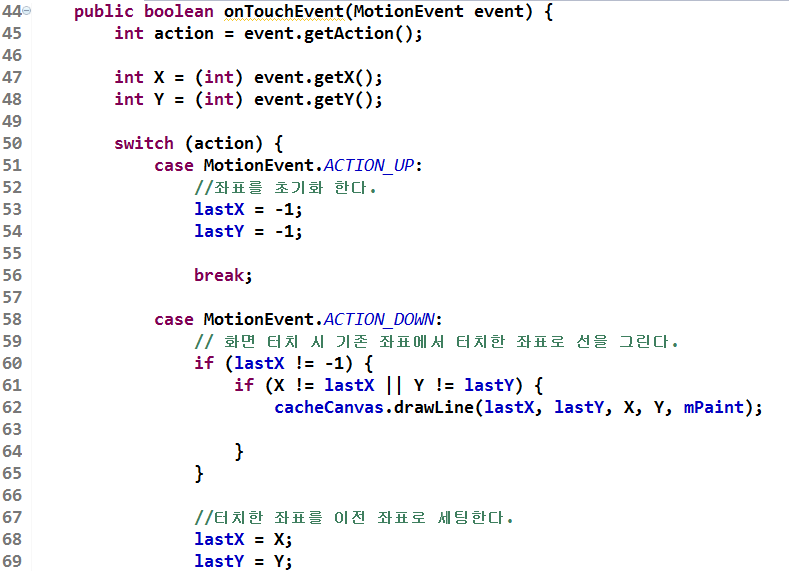 44 public boolean onTouchEvent(MotionEvent event) {
45 int action = event.getAction();
46
47 int X = (int) event.getX();
48 int Y = (int) event.getY();
49
50 switch (action) {
51 case MotionEvent.ACTION_UP:
52 //좌표를 초기화 한다.
53 lastX = -1;
54 lastY = -1;
55
56 break;
57
58 case MotionEvent.ACTION_DOWN:
59 // 화면 터치 시 기존 좌표에서 터치한 좌표로 선을 그린다.
60 if (lastX != -1) {
61 if (X != lastX || Y != lastY) {
62 cacheCanvas.drawLine(lastX, lastY, X, Y, mPaint);
63
64 }
65 }
66
67 //터치한 좌표를 이전 좌표로 세팅한다.
68 lastX = X;
69 lastY = Y;